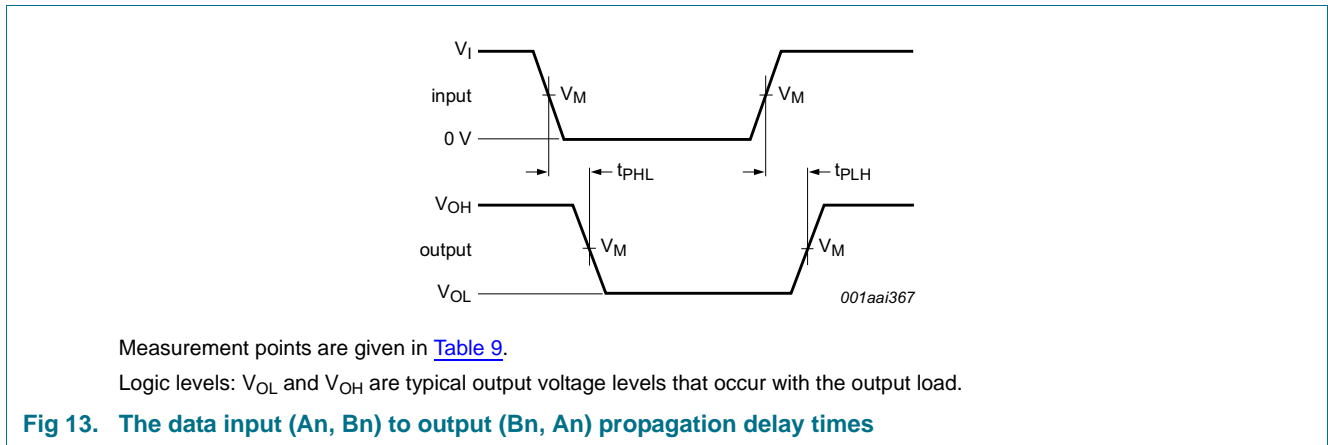 VI
input
VM
VM
0 V
tPHL
tPLH
VOH
output
VM
VM
VOL
001aai367
Measurement points are given in Table 9.
Logic levels: VOL and VOH are typical output voltage levels that occur with the output load.
Fig 13. The data input (An, Bn) to output (Bn, An) propagation delay times